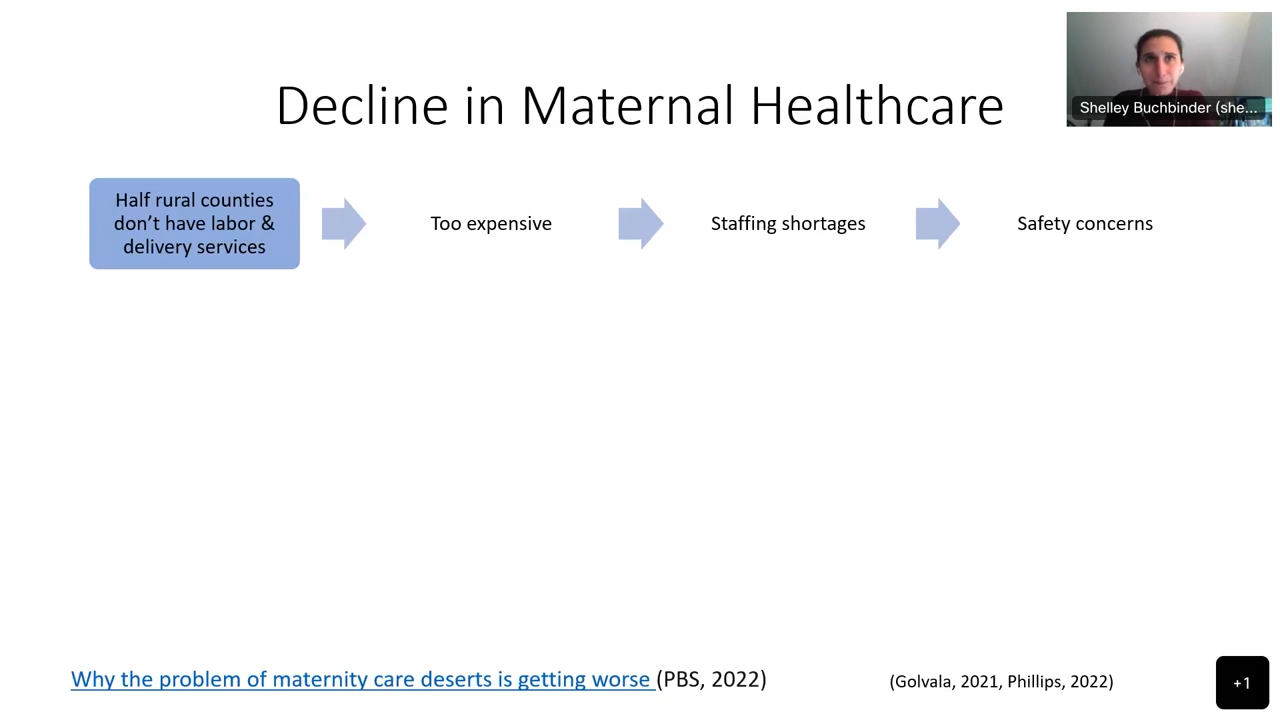 Decline in Maternal Healthcare
Shelley Buchbinder (she...
Half rural counties
don't have labor &
delivery services
Too expensive
Staffing shortages
Safety concerns
Why the problem of maternity care deserts is getting worse (PBS, 2022)
(Golvala, 2021, Phillips, 2022)
+1